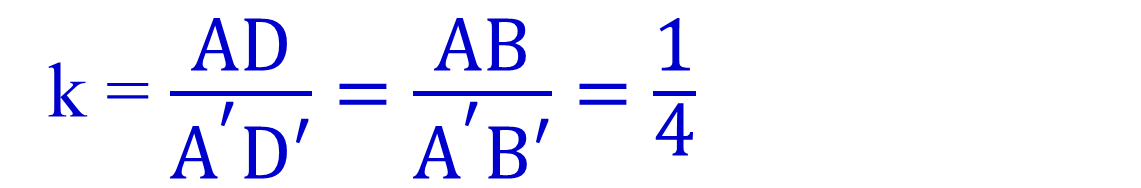 k = AD/A′D′ = AB/A′B′ = 1/4